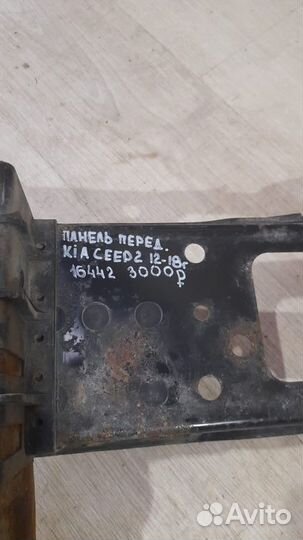 ПАНЕЛЬ ПЕРЕД.
KIA CEED2 12-18г
16442 3000р
Avito